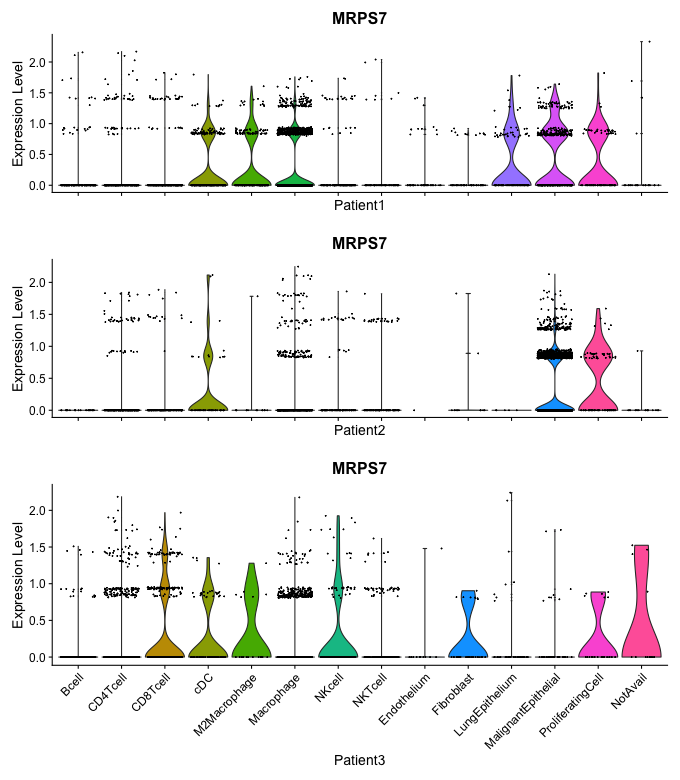 MRPS7
Expression Level
2.0
1.5
1.0
0.5
0.0
Patient1
MRPS7
Expression Level
2.0
1.5
1.0
0.5
0.0
Patient2
MRPS7
Expression Level
2.0
1.5
1.0
0.5
0.0
Bcell
CD4Tcell
CD8Tcell
cDC
M2Macrophage
Macrophage
NKcell
NKTcell
Endothelium
Fibroblast
LungEpithelium
MalignantEpithelial
ProliferatingCell
NotAvail
Patient3